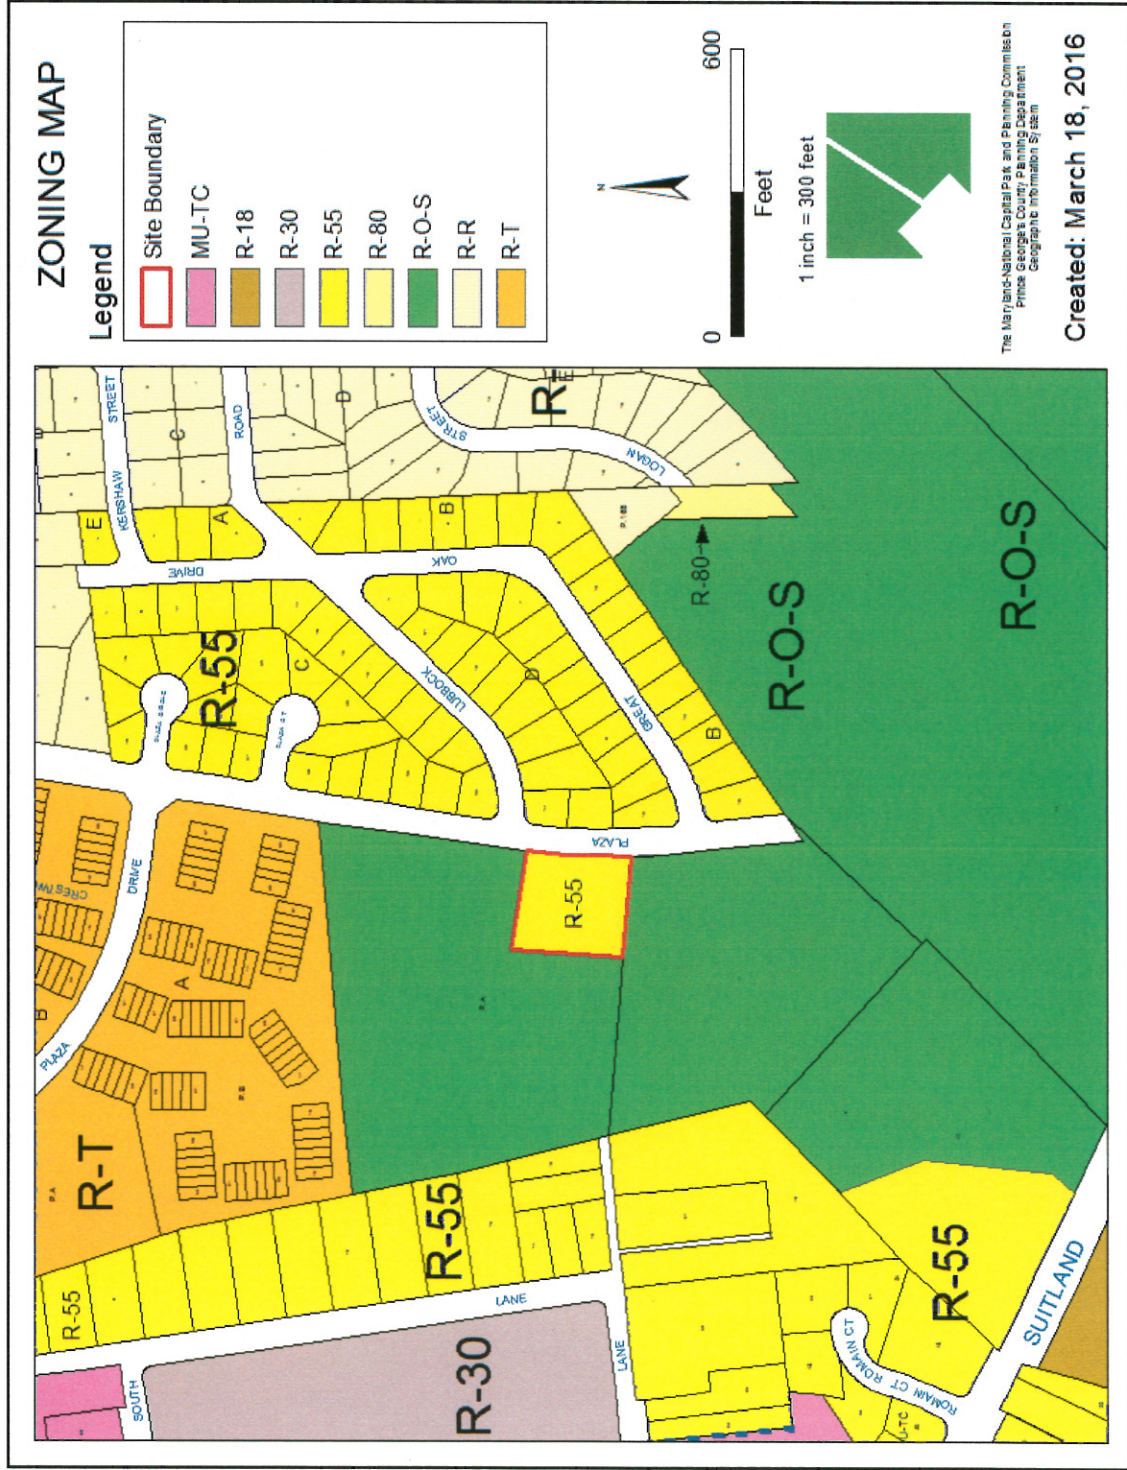 ZONING MAP
Legend
Site Boundary
MU-TC
R-18
R-30
R-55
R-80
R-O-S
R-R
R-T
N
0
600
Feet
1 inch = 300 feet
The Maryland-National Capital Park and Planning Commission
Prince George's County Planning Department
Geographic Information System
Created: March 18, 2016
KERSHAW
STREET
ROAD
STREET
LOGAN
R-
E
D
C
E
A
B
DRIVE
OAK
P.188
R-80
R-55
C
LUBBOCK
D
GREAT
B
R-O-S
R-O-S
PLAZA
R-55
CRESTW
DRIVE
PLAZA
B
A
P.B
P.A
R-T
P.A
R-55
R-55
LANE
SOUTH
R-30
LANE
ROMAIN CT
ROMAIN CT
U-TC
R-55
SUITLAND